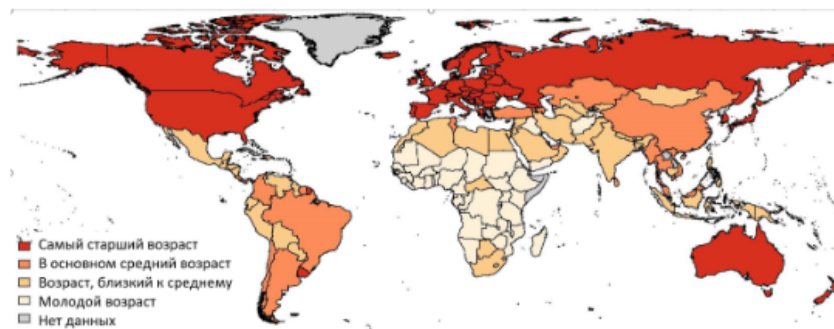 Самый старший возраст
В основном средний возраст
Возраст, близкий к среднему
Молодой возраст
Нет данных